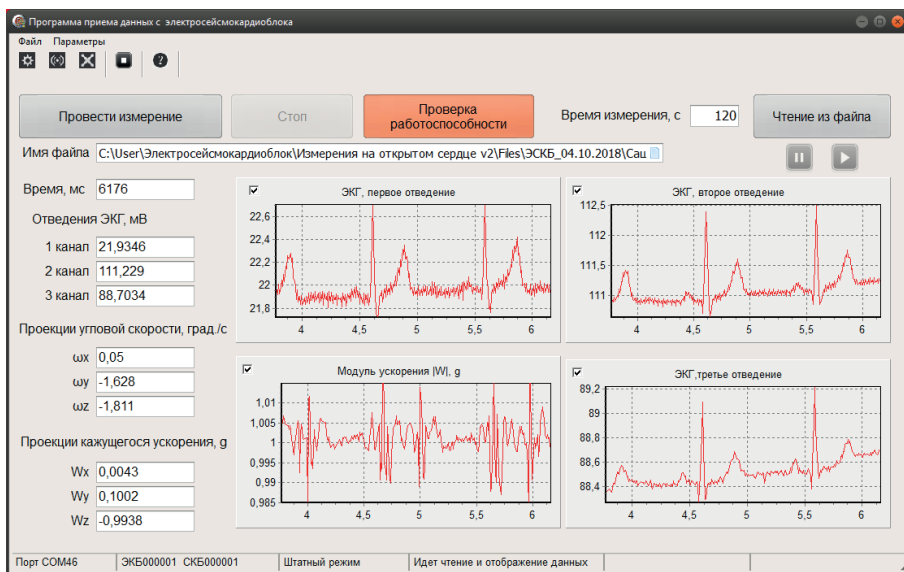 Программа приема данных с электросейсмокардиоблока
Файл Параметры
Провести измерение
Стоп
Проверка
работоспособности
Время измерения, с 120
Чтение из файла
Имя файла C:\User\Электросейсмокардиоблок\Измерения на открытом сердце v2\Files\ЭСКБ_04.10.2018\Саш
Время, мс 6176
Отведения ЭКГ, мВ
1 канал 21,9346
2 канал 111,229
3 канал 88,7034
Проекции угловой скорости, град./с
ωx 0,05
ωy -1,628
ωz -1,811
Проекции кажущегося ускорения, g
Wx 0,0043
Wy 0,1002
Wz -0,9938
ЭКГ, первое отведение
22,6
22,4
22,2
22
21,8
4 4,5 5 5,5 6
ЭКГ, второе отведение
112,5
112
111,5
111
4 4,5 5 5,5 6
Модуль ускорения |W|, g
1,01
1,005
1
0,995
0,99
0,985
4 4,5 5 5,5 6
ЭКГ,третье отведение
89,2
89
88,8
88,6
88,4
4 4,5 5 5,5 6
Порт COM46 ЭКБ000001 СКБ000001 Штатный режим Идет чтение и отображение данных